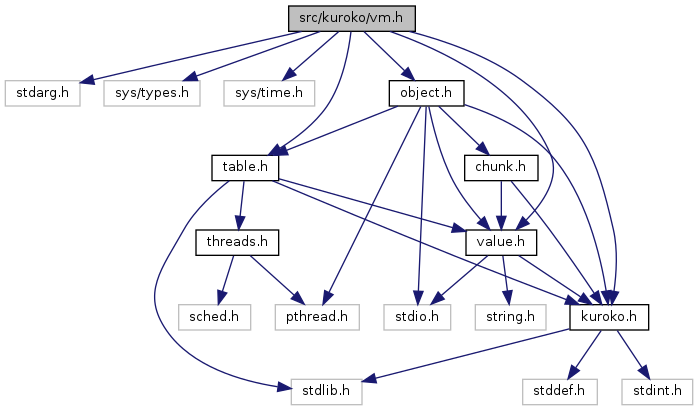 src/kuroko/vm.h
stdarg.h
sys/types.h
sys/time.h
object.h
table.h
chunk.h
threads.h
value.h
sched.h
pthread.h
stdio.h
string.h
kuroko.h
stdlib.h
stddef.h
stdint.h